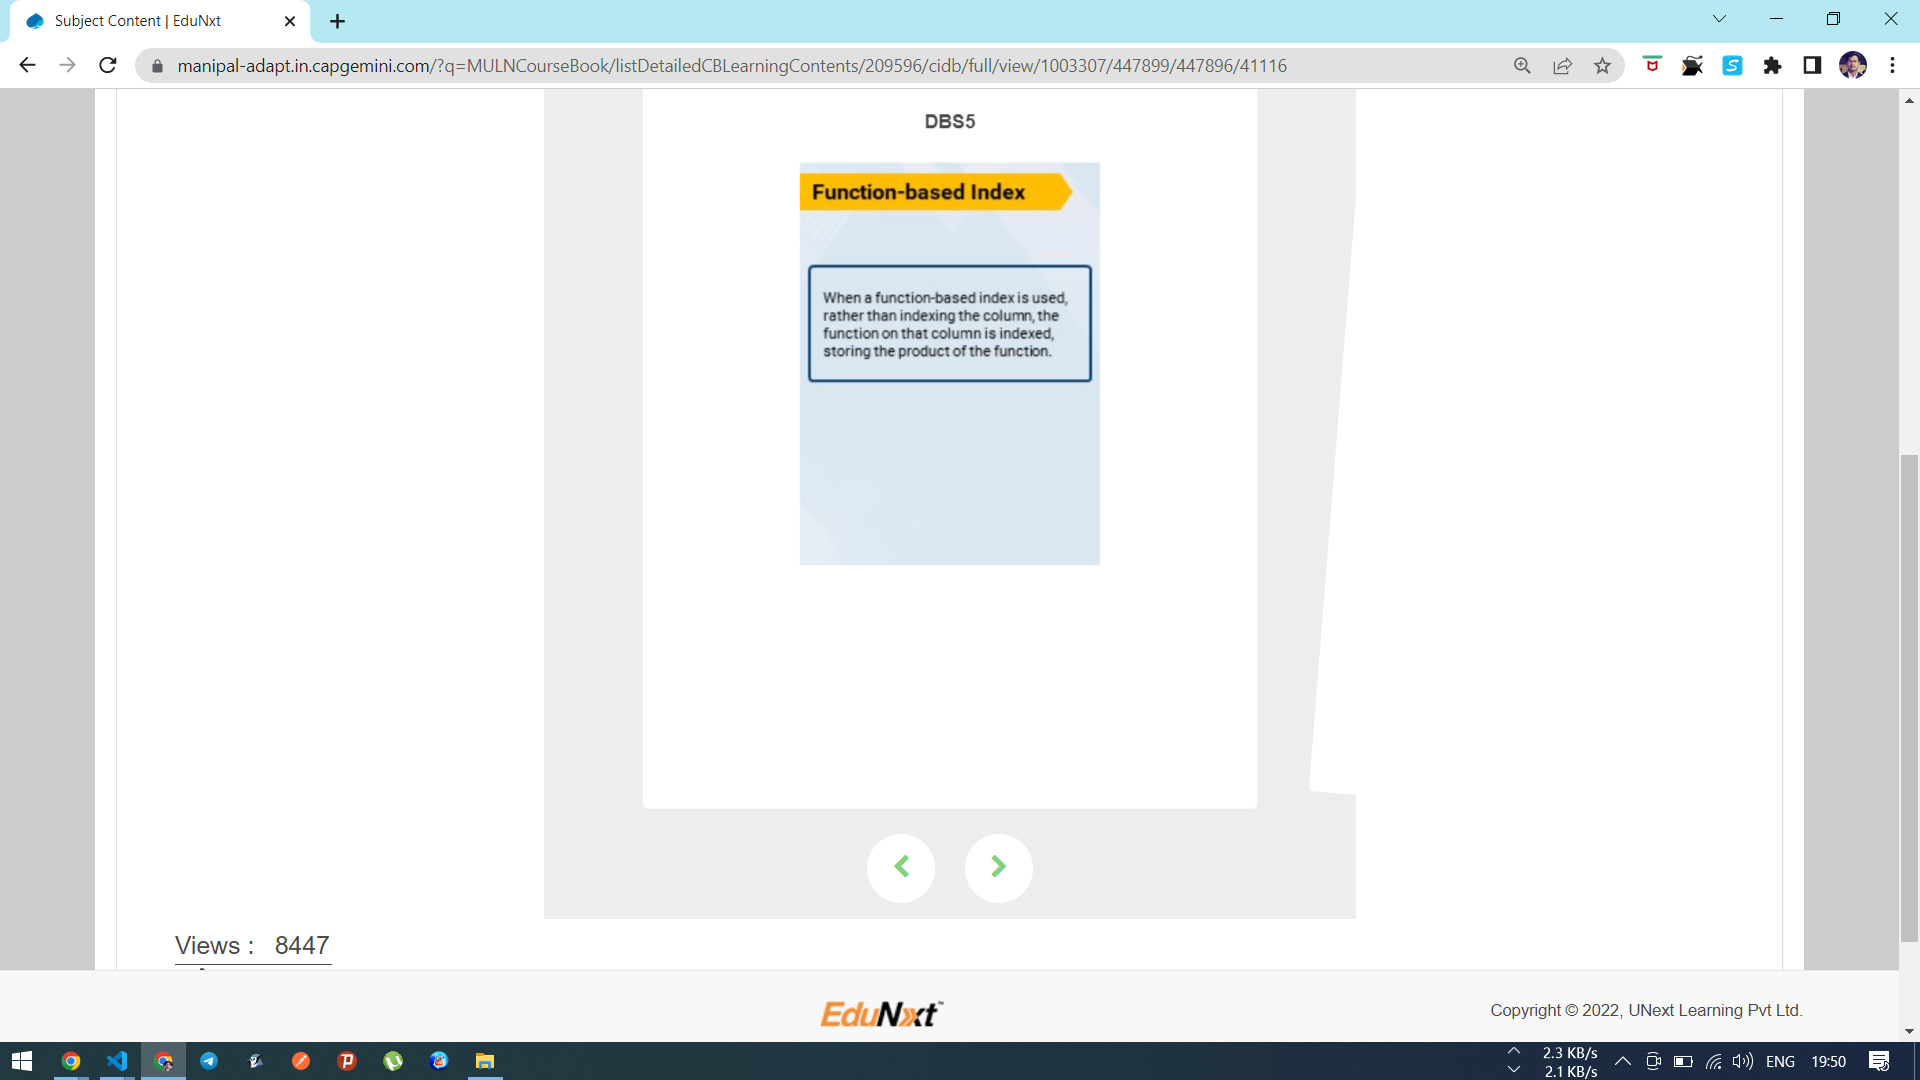 Subject Content | EduNxt
manipal-adapt.in.capgemini.com/?q=MULNCourseBook/listDetailedCBLearningContents/209596/cidb/full/view/1003307/447899/447896/41116
DBS5
Function-based Index
When a function-based index is used,
rather than indexing the column, the
function on that column is indexed,
storing the product of the function.
Views : 8447
EduNxt
Copyright © 2022, UNext Learning Pvt Ltd.
2.3 KB/s
2.1 KB/s
ENG
19:50